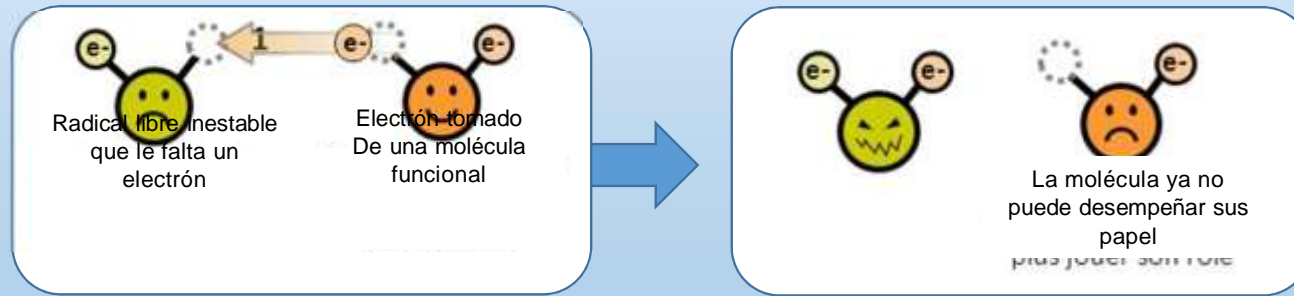 e-
1
e-
e-
Radical libre inestable
que le falta un
electrón
Electrón tomado
De una molécula
funcional
e-
e-
e-
La molécula ya no
puede desempeñar sus
papel
plus jouer son rôle